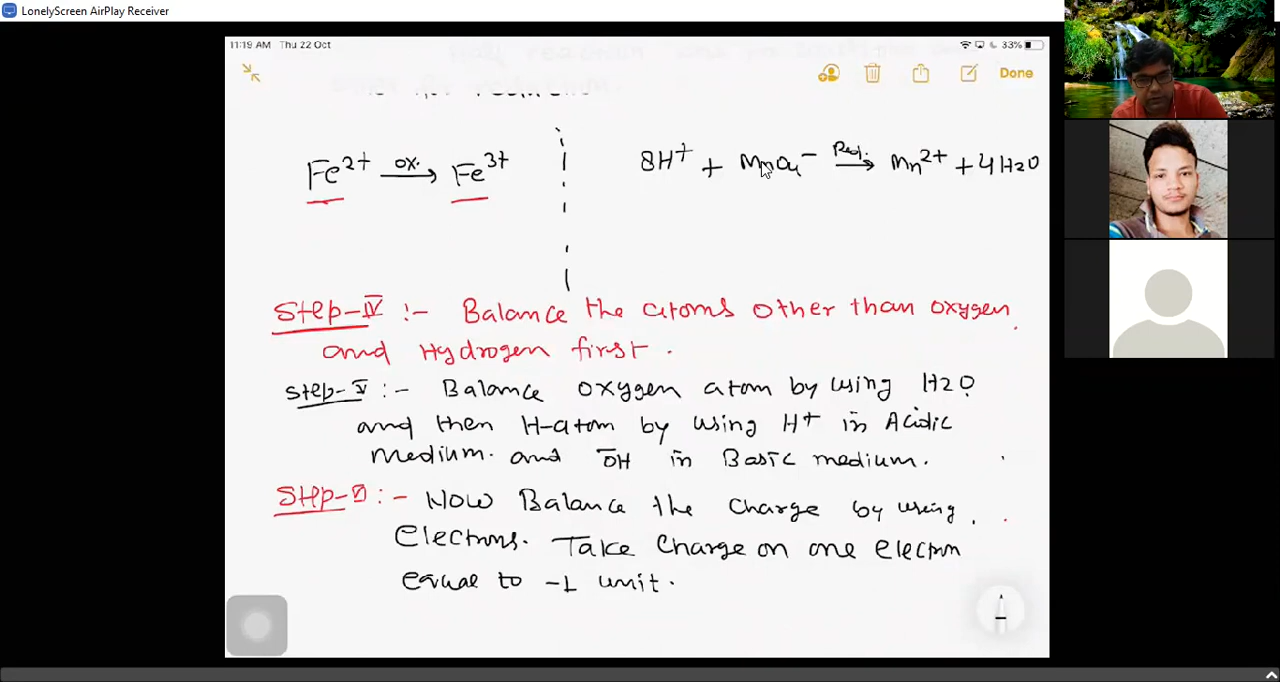 LonelyScreen AirPlay Receiver
11:19 AM Thu 22 Oct
33%
Done
Fe2+ ox. → Fe3+
8H+ + MnO4− Red. → Mn2+ + 4H2O
Step-IV :- Balance the atoms other than oxygen
and Hydrogen first.
Step-V :- Balance oxygen atom by using H2O
and then H-atom by using H+ in Acidic
medium. and OH in Basic medium.
Step- :- Now Balance the charge by using
Electrons. Take charge on one electron
equal to -1 unit.